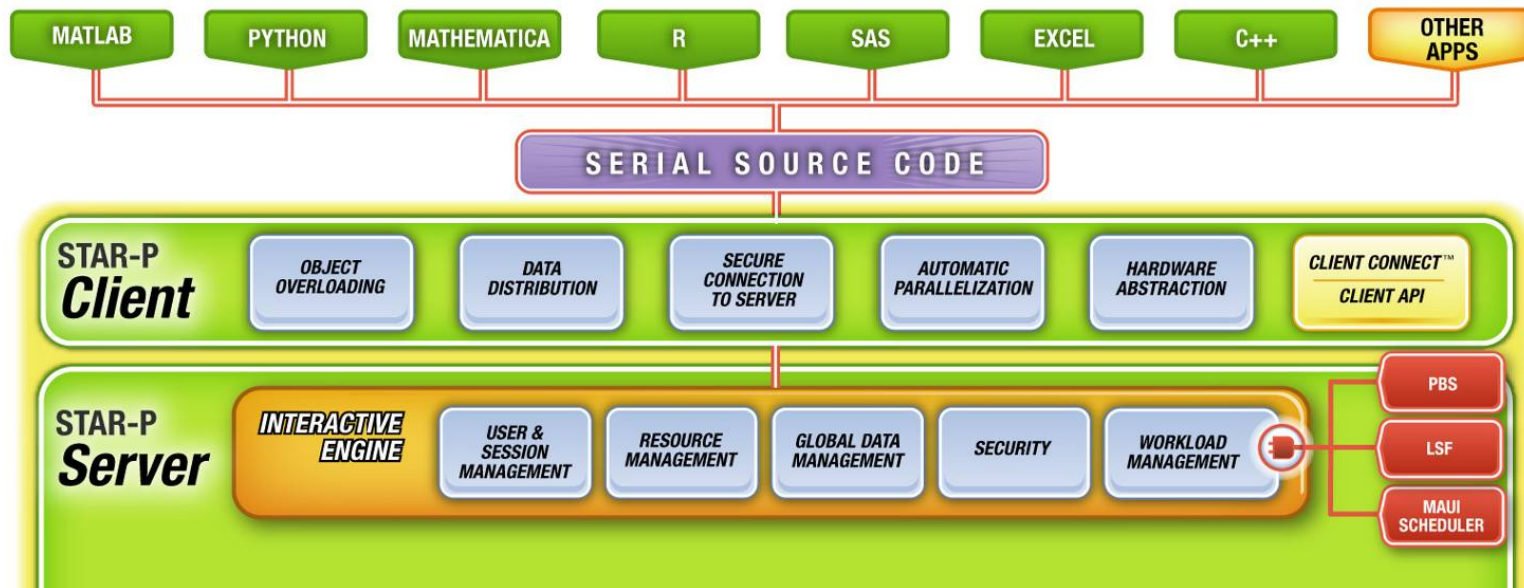 MATLAB
PYTHON
MATHEMATICA
R
SAS
EXCEL
C++
OTHER
APPS
SERIAL SOURCE CODE
STAR-P
Client
OBJECT
OVERLOADING
DATA
DISTRIBUTION
SECURE
CONNECTION
TO SERVER
AUTOMATIC
PARALLELIZATION
HARDWARE
ABSTRACTION
CLIENT CONNECT™
CLIENT API
STAR-P
Server
INTERACTIVE
ENGINE
USER &
SESSION
MANAGEMENT
RESOURCE
MANAGEMENT
GLOBAL DATA
MANAGEMENT
SECURITY
WORKLOAD
MANAGEMENT
PBS
LSF
MAUI
SCHEDULER